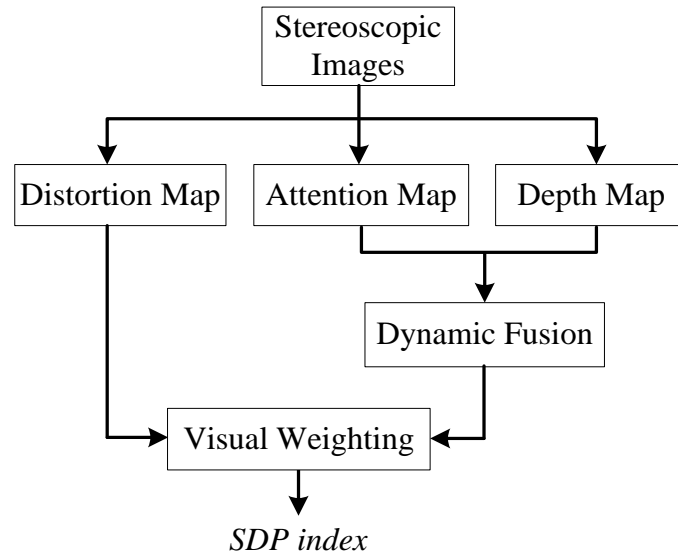 Stereoscopic
Images
Distortion Map
Attention Map
Depth Map
Dynamic Fusion
Visual Weighting
SDP index